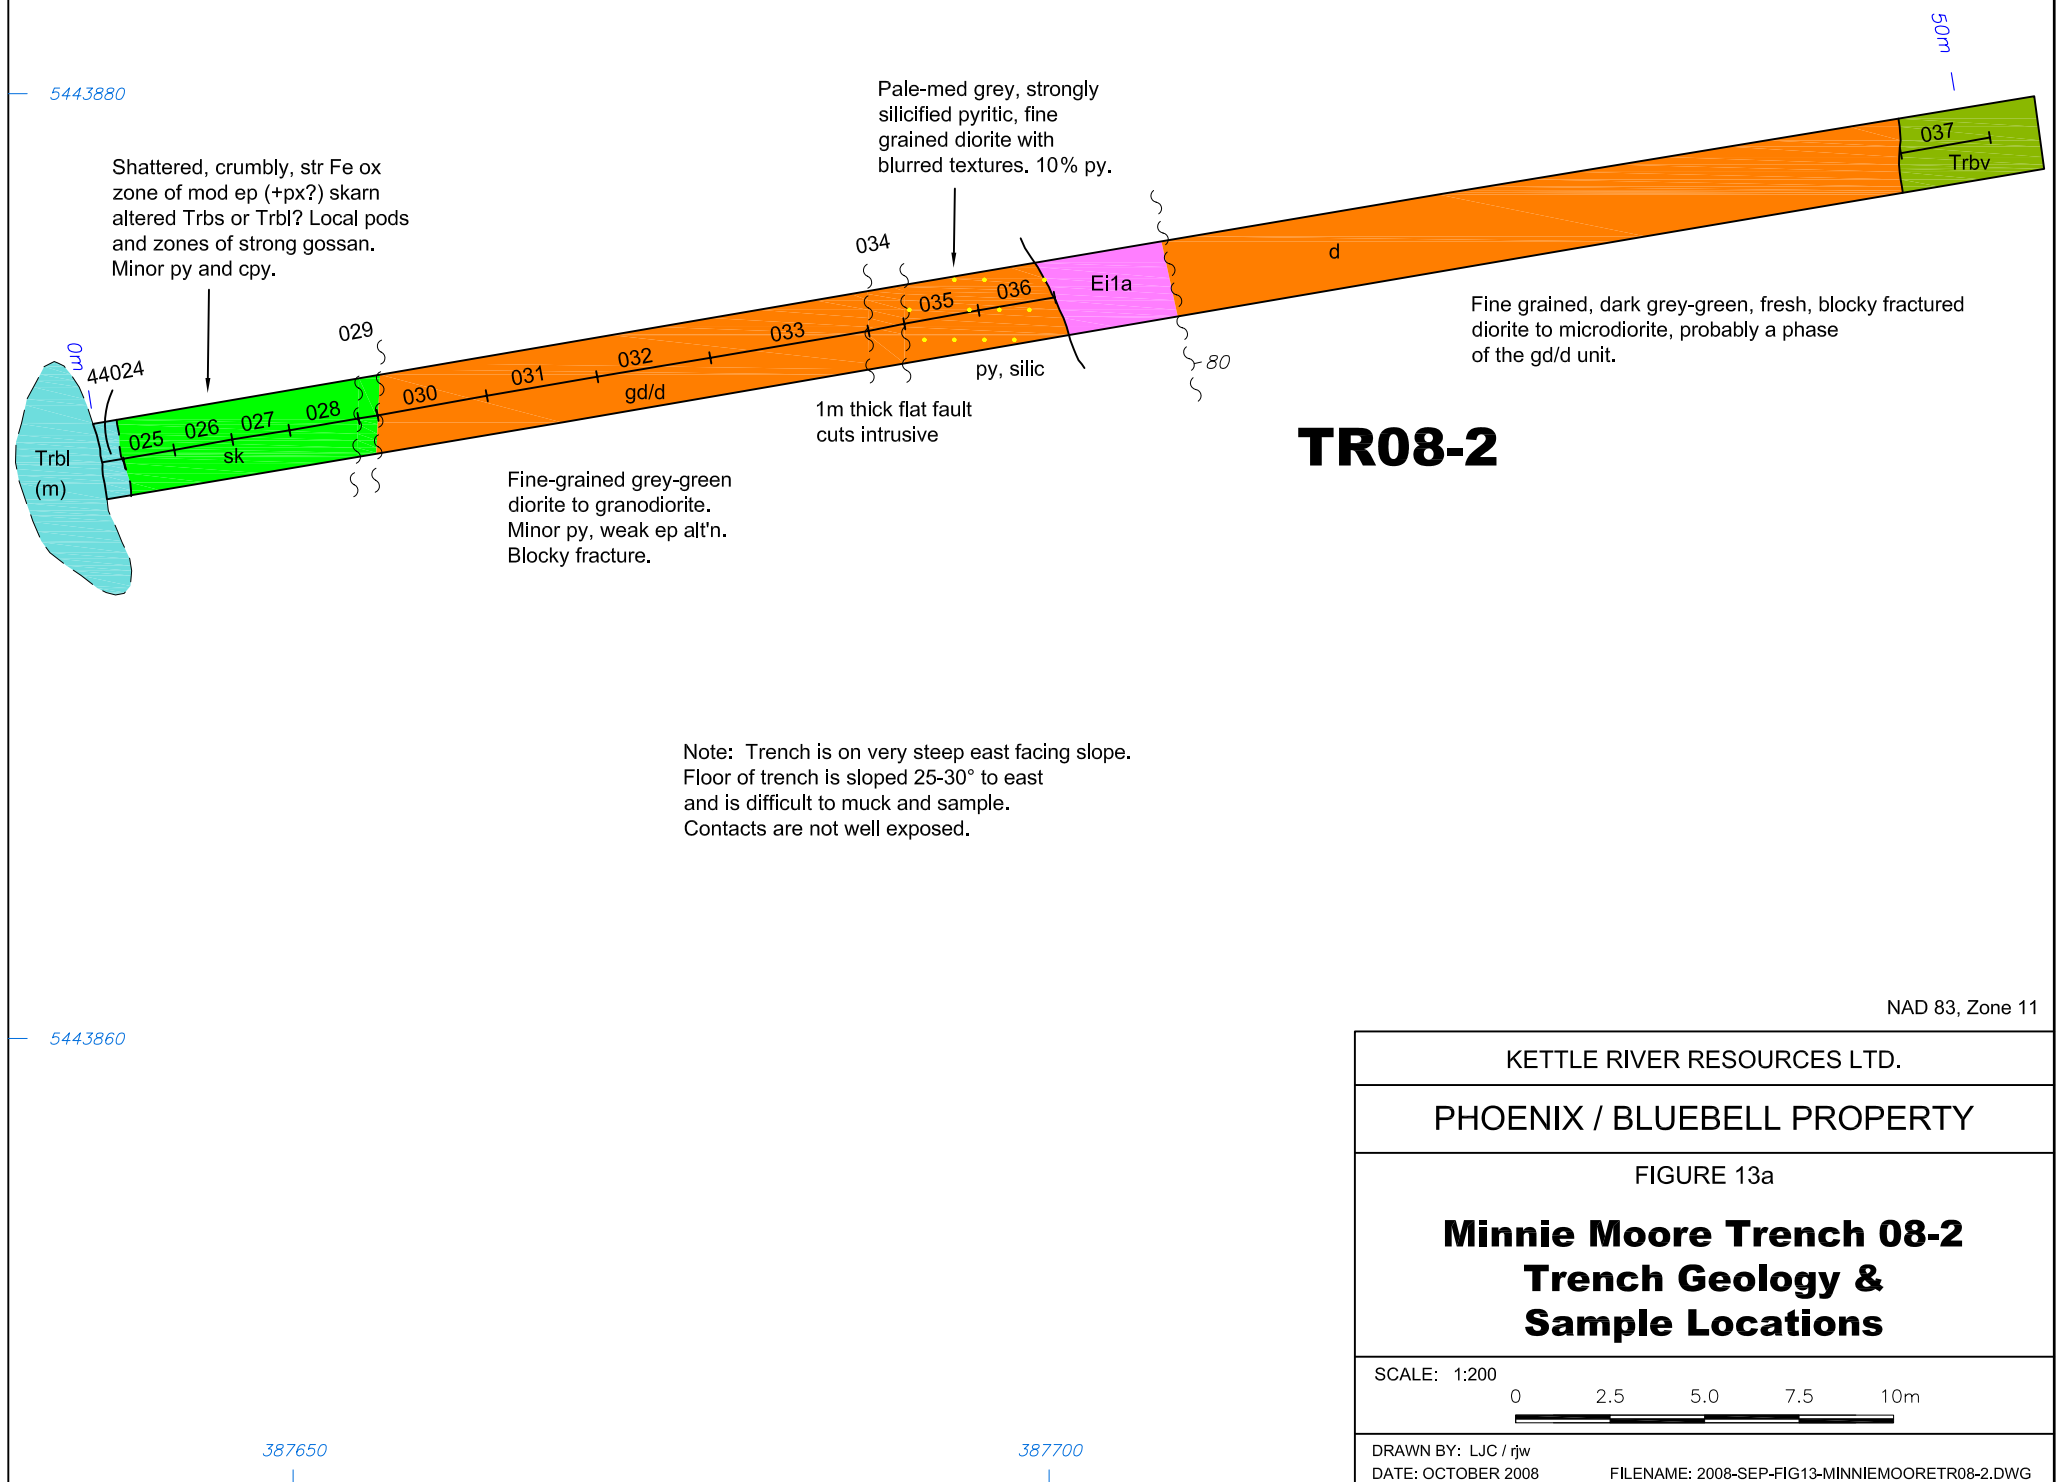 50m
5443880
Pale-med grey, strongly
silicified pyritic, fine
grained diorite with
blurred textures. 10% py.
037
Trbv
Shattered, crumbly, str Fe ox
zone of mod ep (+px?) skarn
altered Trbs or Trbl? Local pods
and zones of strong gossan.
Minor py and cpy.
034
d
Ei1a
036
035
033
Fine grained, dark grey-green, fresh, blocky fractured
diorite to microdiorite, probably a phase
of the gd/d unit.
029
0m
44024
032
031
030
gd/d
py, silic
80
1m thick flat fault
cuts intrusive
TR08-2
028
027
026
025
sk
Trbl
(m)
Fine-grained grey-green
diorite to granodiorite.
Minor py, weak ep alt'n.
Blocky fracture.
Note: Trench is on very steep east facing slope.
Floor of trench is sloped 25-30° to east
and is difficult to muck and sample.
Contacts are not well exposed.
NAD 83, Zone 11
5443860
KETTLE RIVER RESOURCES LTD.
PHOENIX / BLUEBELL PROPERTY
FIGURE 13a
Minnie Moore Trench 08-2
Trench Geology &
Sample Locations
SCALE: 1:200
0 2.5 5.0 7.5 10m
387650
387700
DRAWN BY: LJC / rjw
DATE: OCTOBER 2008 FILENAME: 2008-SEP-FIG13-MINNIEMOORETR08-2.DWG